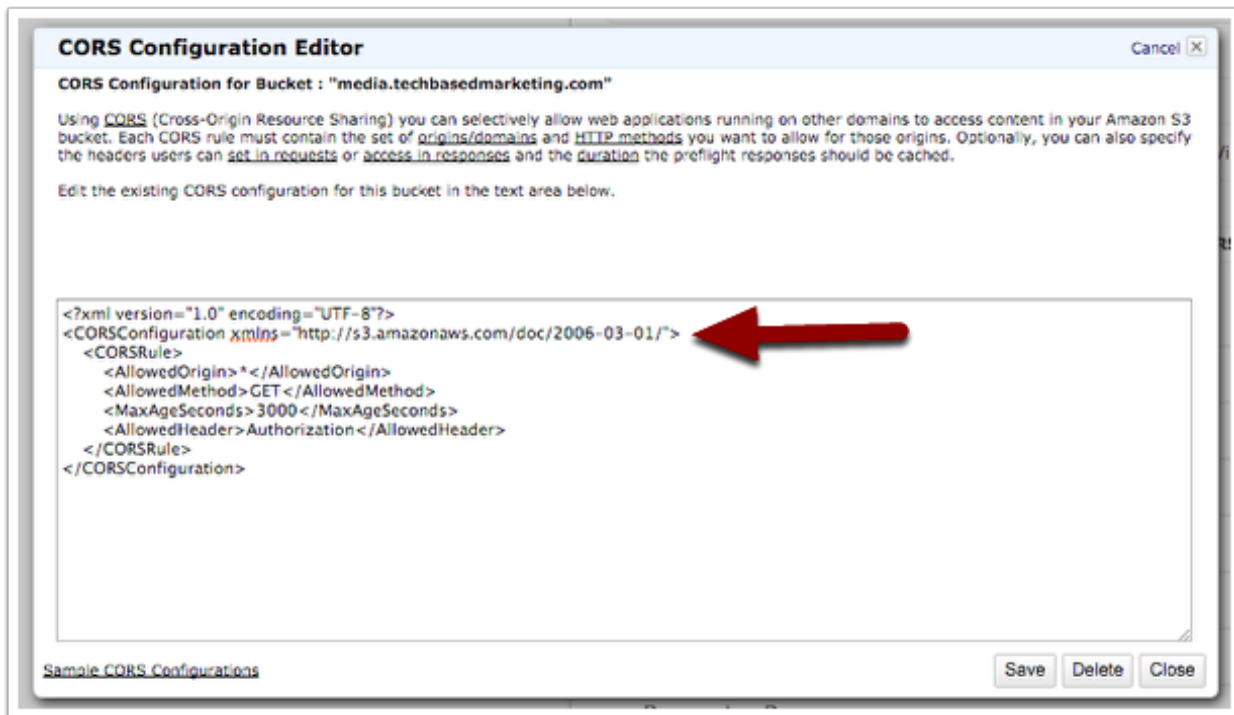 CORS Configuration Editor
Cancel
CORS Configuration for Bucket : "media.techbasedmarketing.com"
Using CORS (Cross-Origin Resource Sharing) you can selectively allow web applications running on other domains to access content in your Amazon S3
bucket. Each CORS rule must contain the set of origins/domains and HTTP methods you want to allow for those origins. Optionally, you can also specify
the headers users can set in requests or access in responses and the duration the preflight responses should be cached.
Edit the existing CORS configuration for this bucket in the text area below.
<?xml version="1.0" encoding="UTF-8"?>
<CORSConfiguration xmlns="http://s3.amazonaws.com/doc/2006-03-01/">
<CORSRule>
<AllowedOrigin>*</AllowedOrigin>
<AllowedMethod>GET</AllowedMethod>
<MaxAgeSeconds>3000</MaxAgeSeconds>
<AllowedHeader>Authorization</AllowedHeader>
</CORSRule>
</CORSConfiguration>
Sample CORS Configurations
Save Delete Close